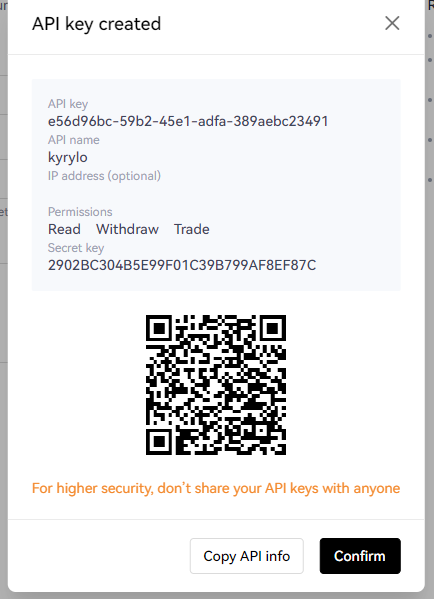 API key created
API key
e56d96bc-59b2-45e1-adfa-389aebc23491
API name
kyrylo
IP address (optional)
Permissions
Read Withdraw Trade
Secret key
2902BC304B5E99F01C39B799AF8EF87C
For higher security, don't share your API keys with anyone
Copy API info Confirm